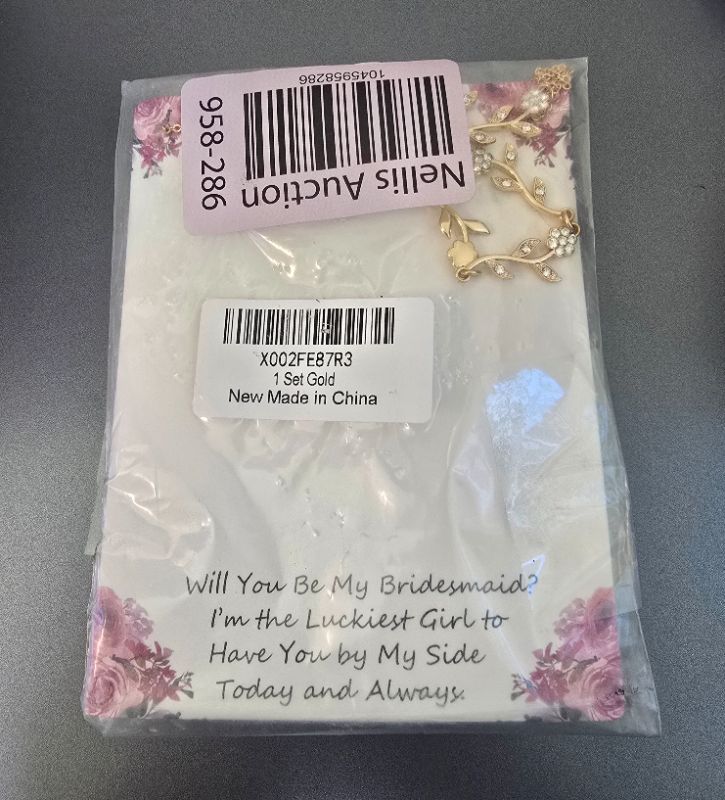 1045958286
Nellis Auction
958-286
X002FE87R3
1 Set Gold
New Made in China
Will You Be My Bridesmaid?
I'm the Luckiest Girl to
Have You by My Side
Today and Always.